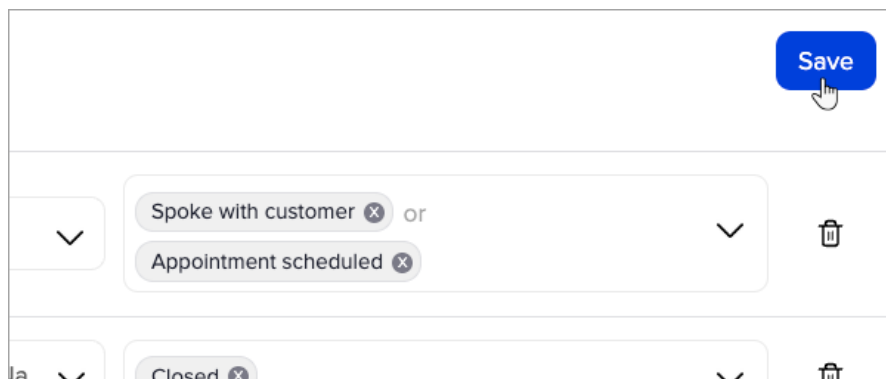 Save
Spoke with customer or
Appointment scheduled
Closed